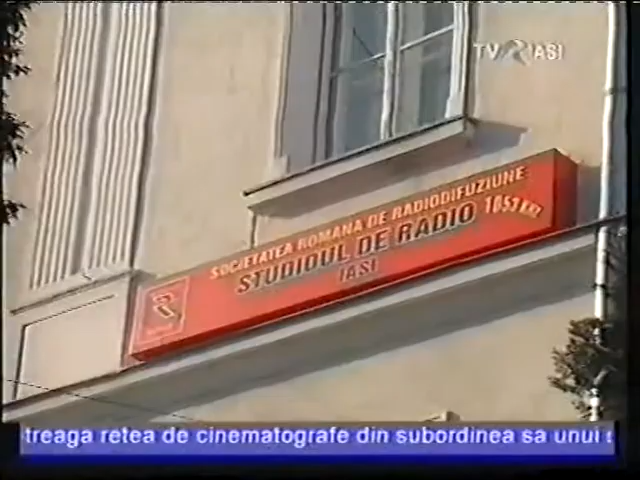 TVR IASI
SOCIETATEA ROMANA DE RADIODIFUZIUNE
STUDIOUL DE RADIO 1053 KHz
IASI
treaga retea de cinematografe din subordinea sa unui